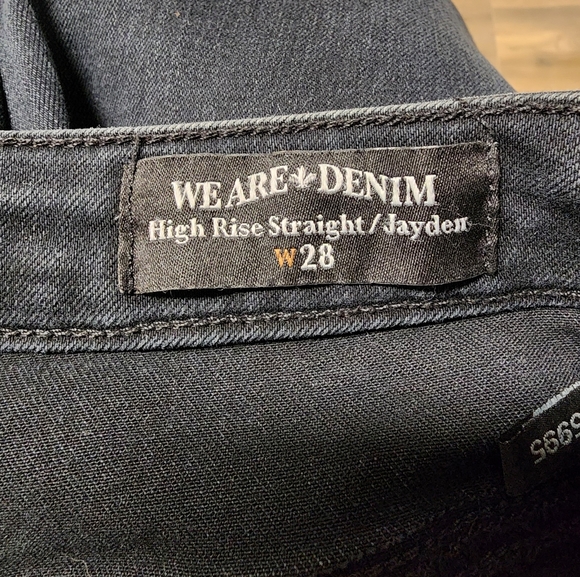 WE ARE DENIM
High Rise Straight / Jayden
W28